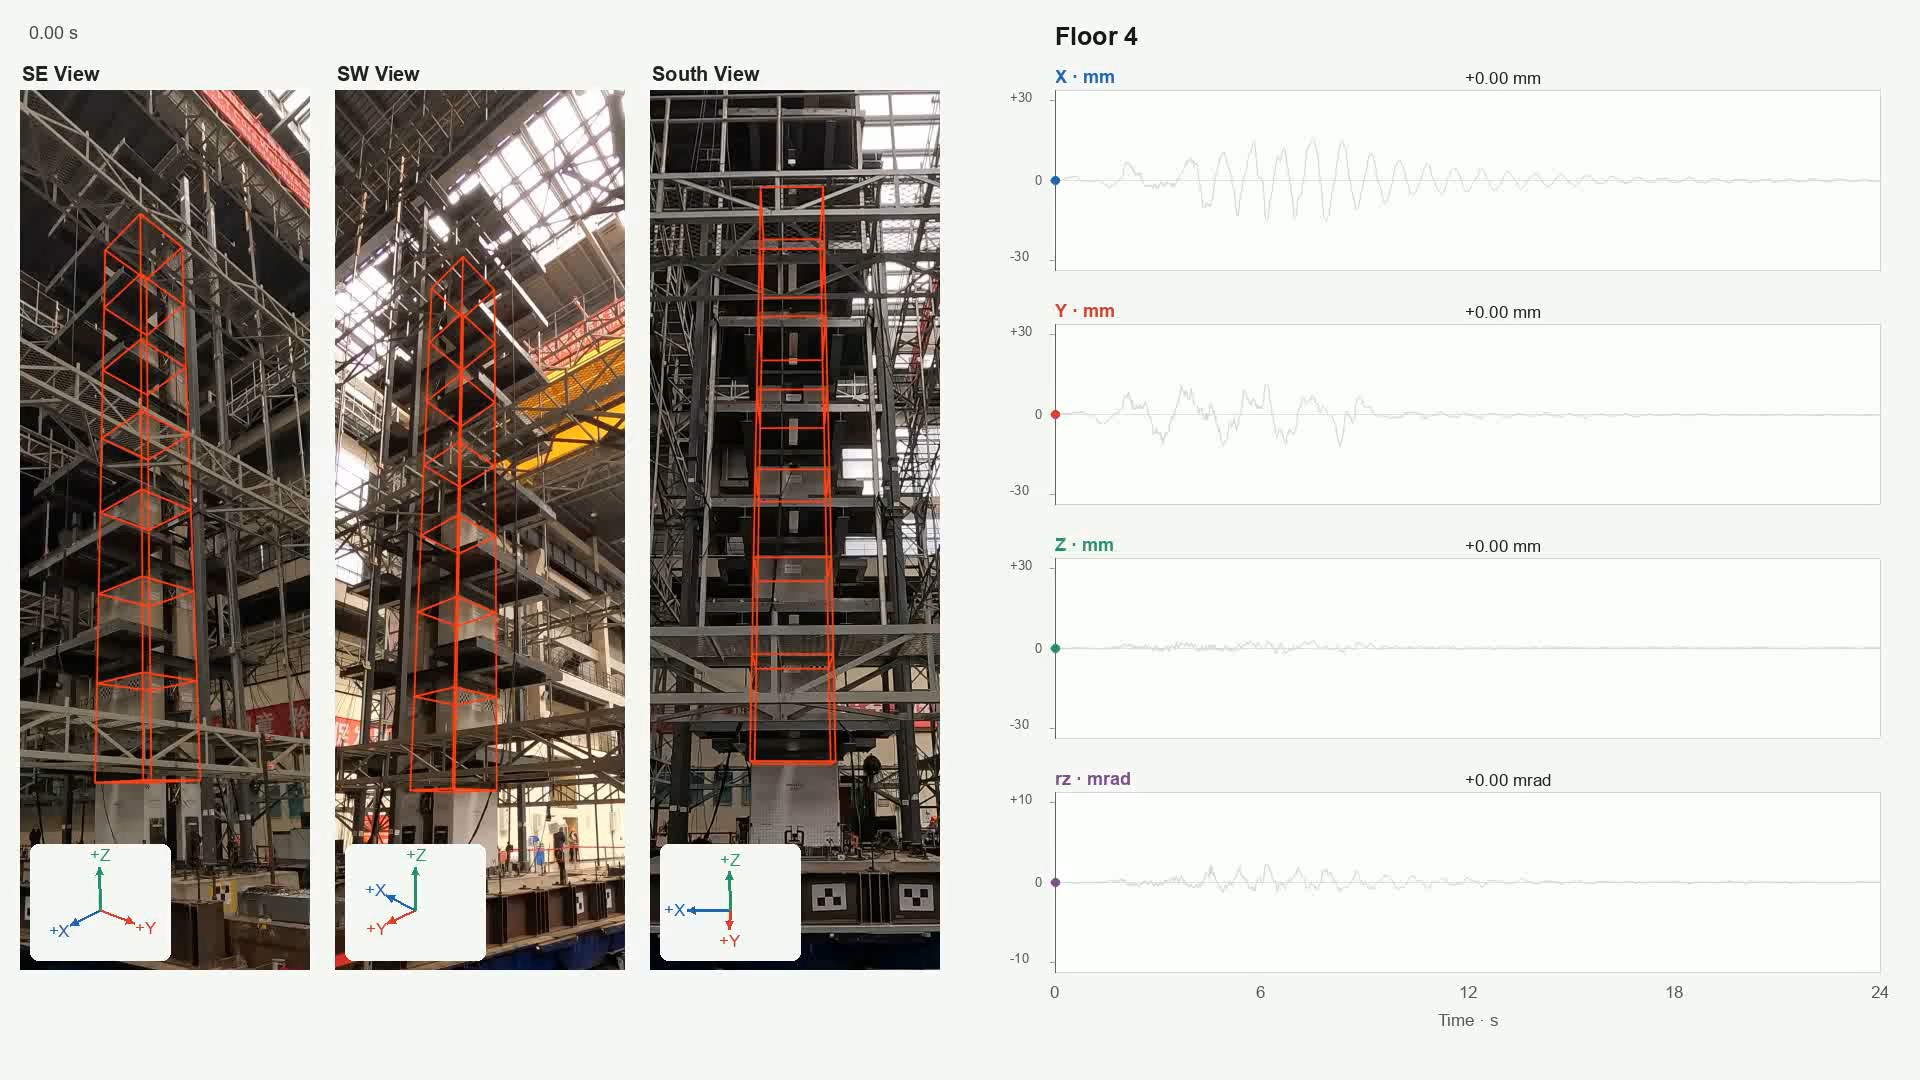 0.00 s
SE View
SW View
South View
+Z
+X
+Y
+Z
+X
+Y
+Z
+X
+Y
Floor 4
X · mm
+0.00 mm
+30
0
-30
Y · mm
+0.00 mm
+30
0
-30
Z · mm
+0.00 mm
+30
0
-30
rz · mrad
+0.00 mrad
+10
0
-10
0
6
12
18
24
Time · s